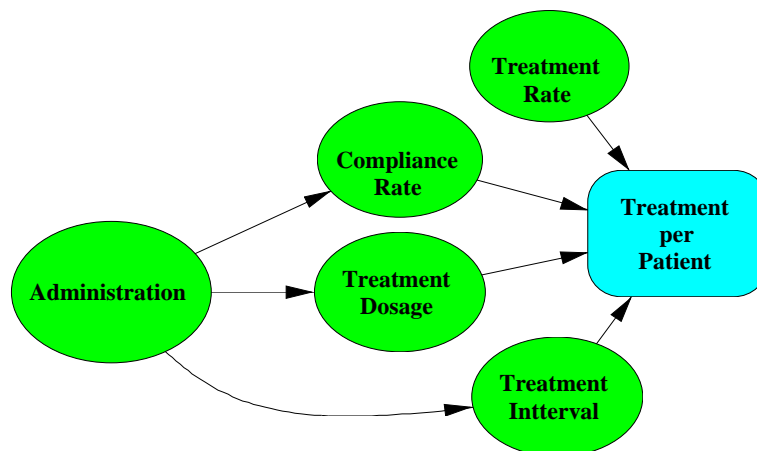 Treatment
Rate
Compliance
Rate
Treatment
per
Patient
Administration
Treatment
Dosage
Treatment
Intterval